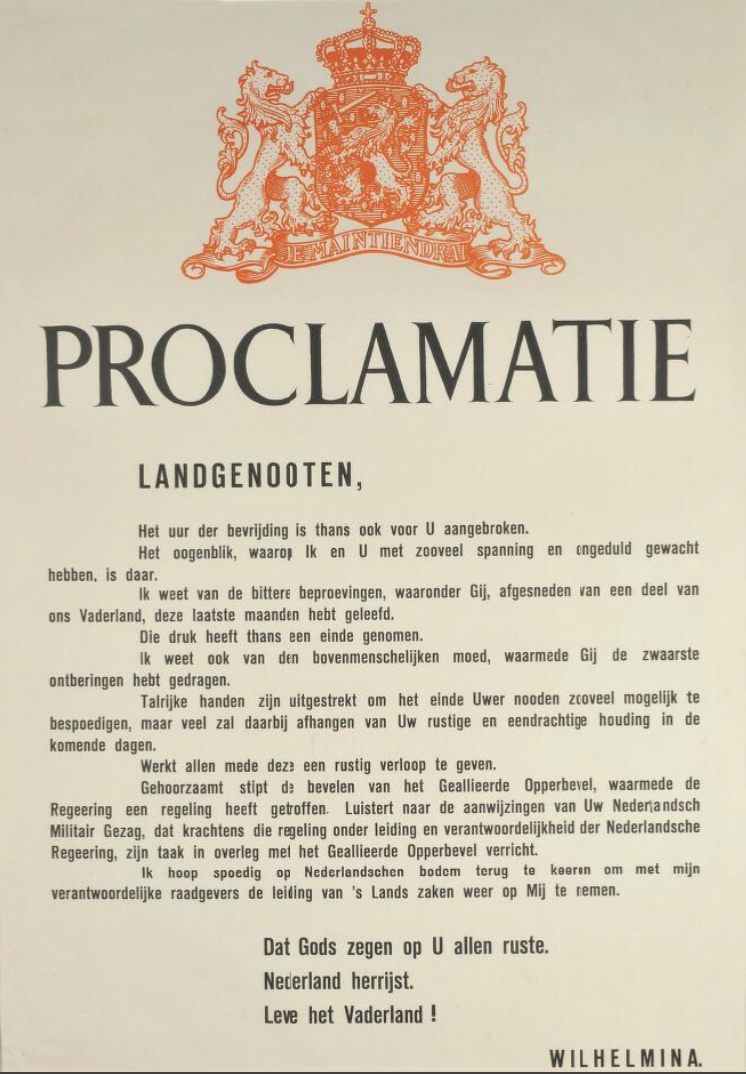 JE MAINTIENDRAI
PROCLAMATIE
LANDGENOOTEN,
Het uur der bevrijding is thans ook voor U aangebroken.
Het oogenblik, waarop Ik en U met zooveel spanning en ongeduld gewacht
hebben, is daar.
Ik weet van de bittere beproevingen, waaronder Gij, afgesneden van een deel van
ons Vaderland, deze laatste maanden hebt geleefd.
Die druk heeft thans een einde genomen.
Ik weet ook van den bovenmenschelijken moed, waarmede Gij de zwaarste
ontberingen hebt gedragen.
Talrijke handen zijn uitgestrekt om het einde Uwer nooden zooveel mogelijk te
bespoedigen, maar veel zal daarbij afhangen van Uw rustige en eendrachtige houding in de
komende dagen.
Werkt allen mede deze een rustig verloop te geven.
Gehoorzaamt stipt de bevelen van het Geallieerde Opperbevel, waarmede de
Regeering een regeling heeft getroffen. Luistert naar de aanwijzingen van Uw Nederlandsch
Militair Gezag, dat krachtens die regeling onder leiding en verantwoordelijkheid der Nederlandsche
Regeering, zijn taak in overleg met het Geallieerde Opperbevel verricht.
Ik hoop spoedig op Nederlandschen bodem terug te keeren om met mijn
verantwoordelijke raadgevers de leiding van 's Lands zaken weer op Mij te nemen.
Dat Gods zegen op U allen ruste.
Nederland herrijst.
Leve het Vaderland !
WILHELMINA.